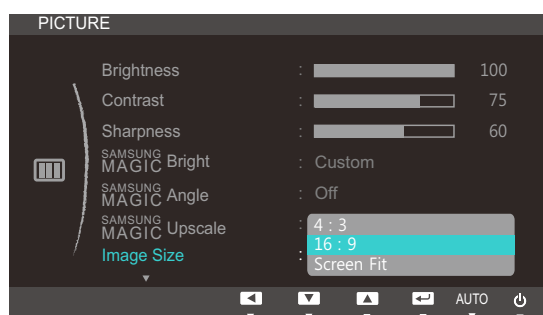 PICTURE
Brightness : 100
Contrast : 75
Sharpness : 60
SAMSUNG MAGIC Bright : Custom
SAMSUNG MAGIC Angle : Off
SAMSUNG MAGIC Upscale :
Image Size :
4 : 3
16 : 9
Screen Fit
AUTO